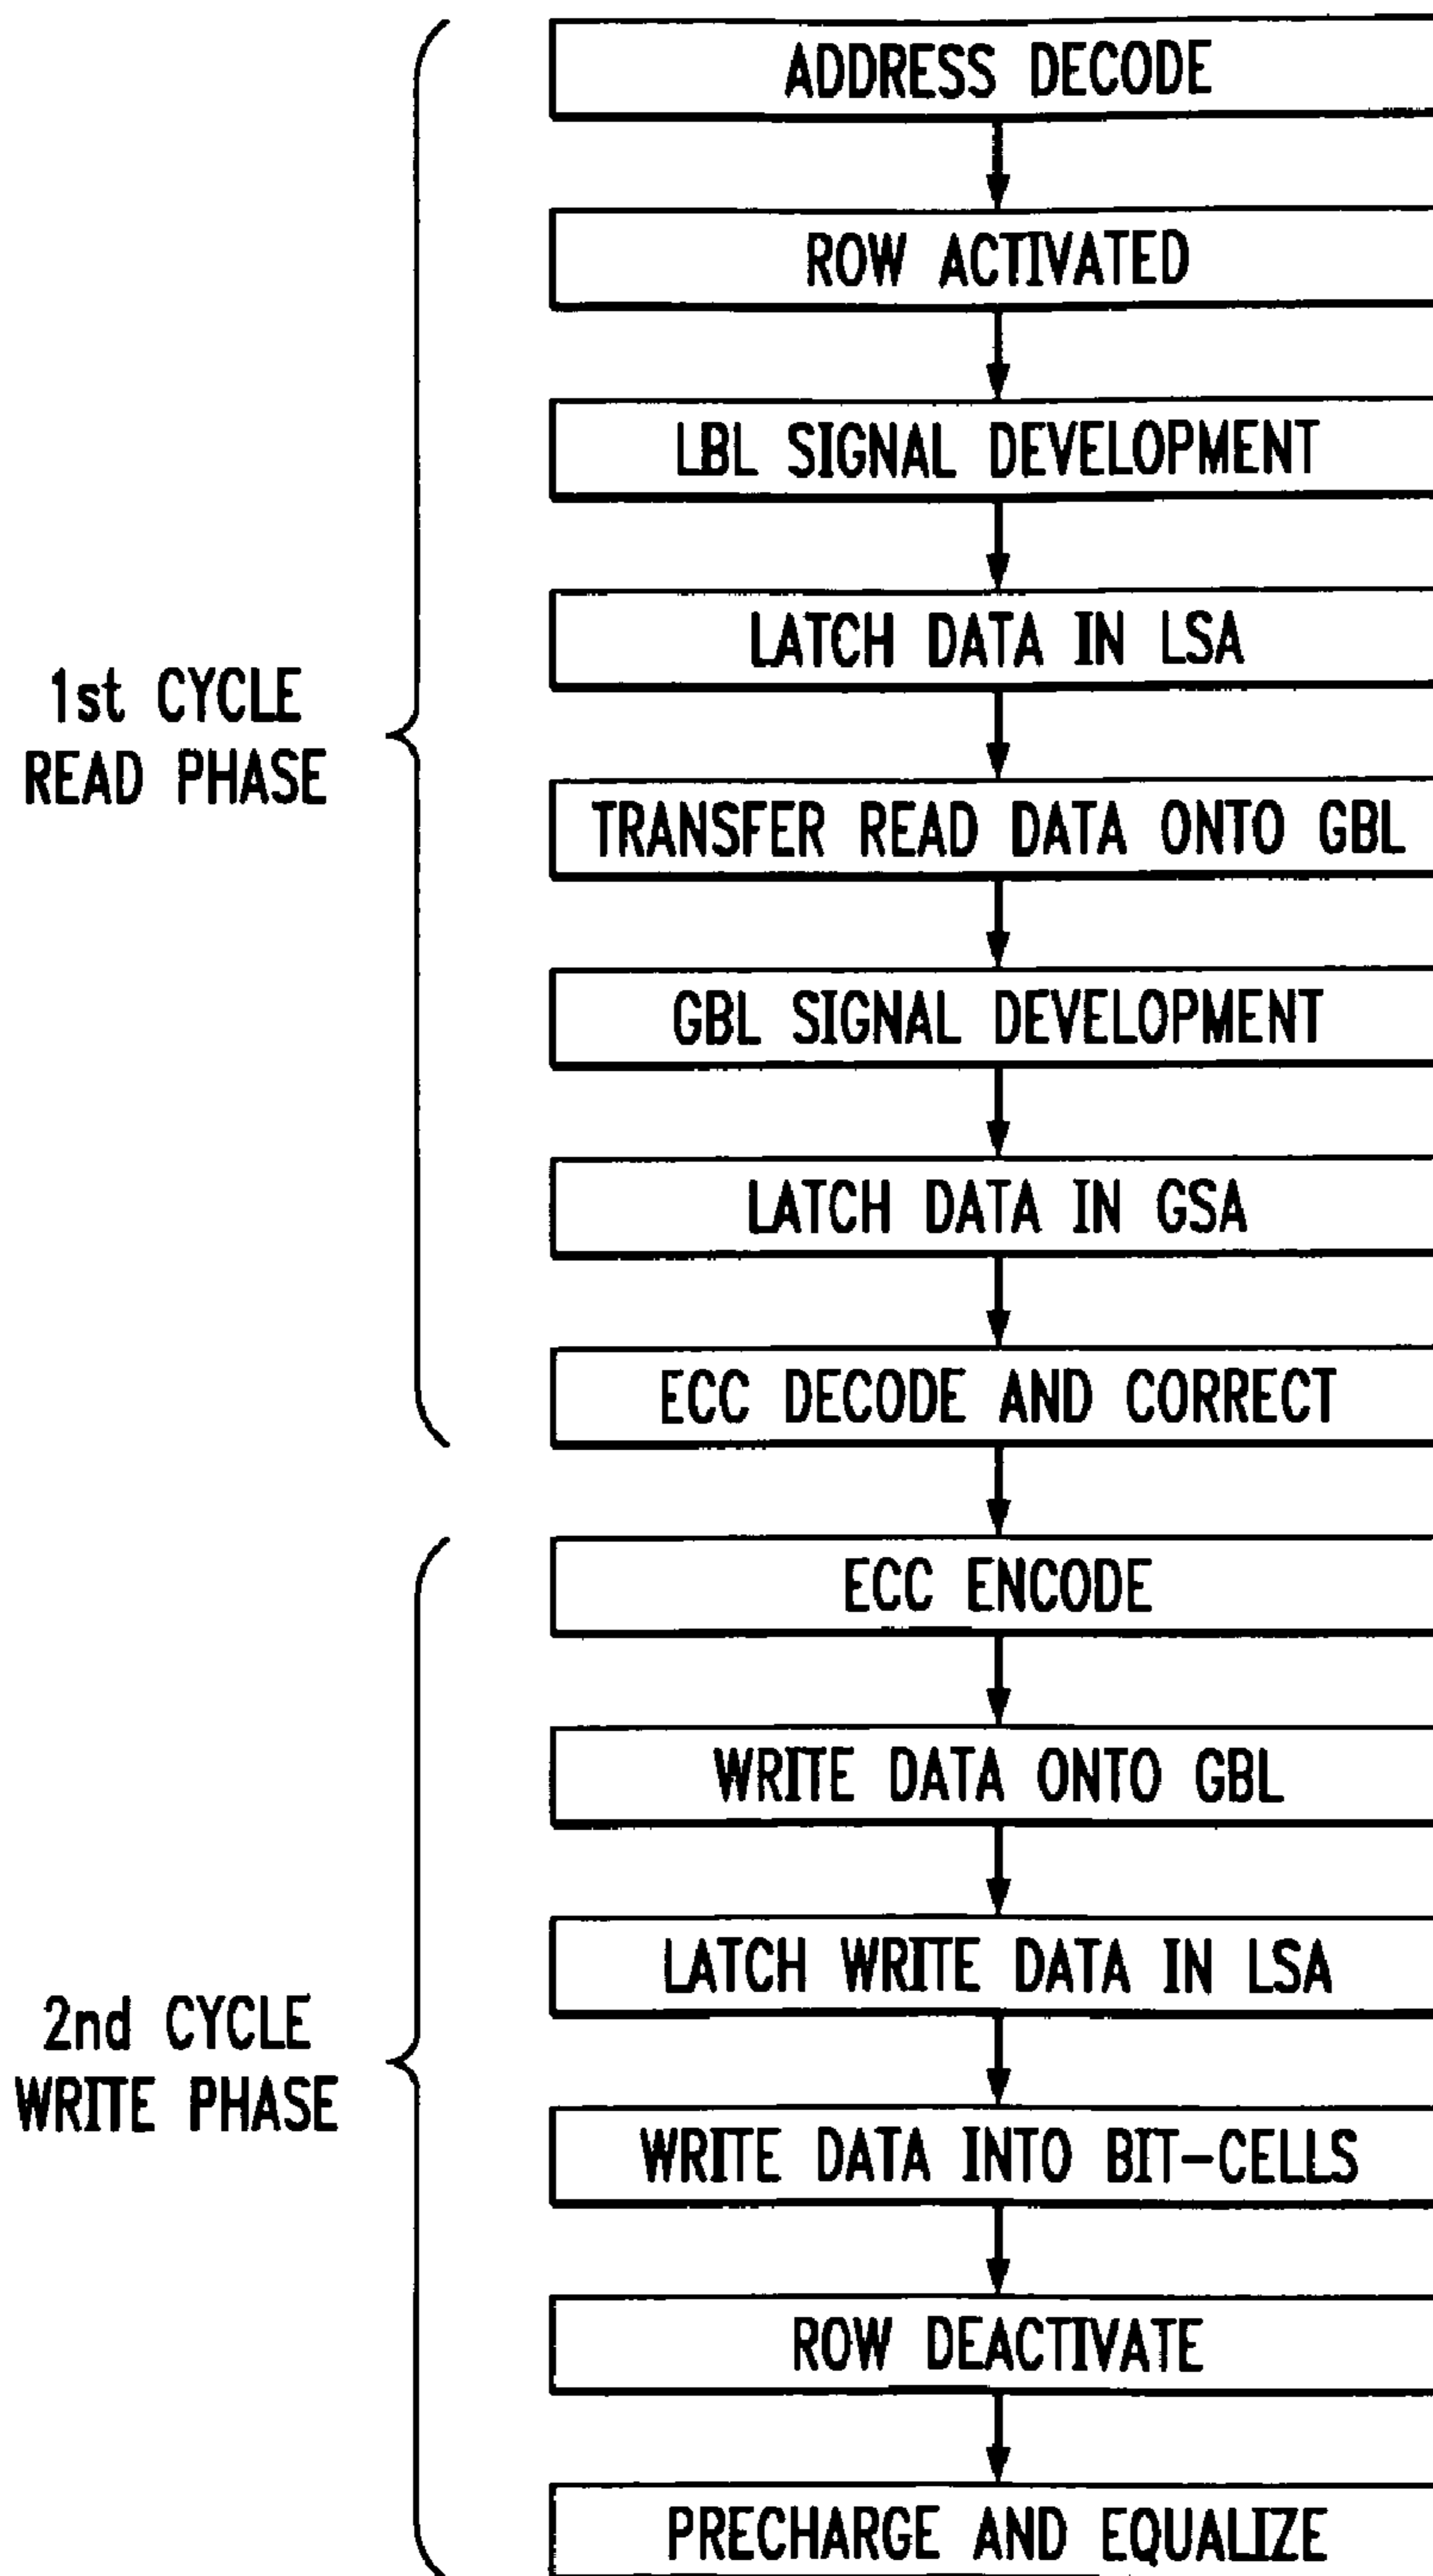 ADDRESS DECODE
ROW ACTIVATED
LBL SIGNAL DEVELOPMENT
LATCH DATA IN LSA
1st CYCLE
READ PHASE
TRANSFER READ DATA ONTO GBL
GBL SIGNAL DEVELOPMENT
LATCH DATA IN GSA
ECC DECODE AND CORRECT
ECC ENCODE
WRITE DATA ONTO GBL
LATCH WRITE DATA IN LSA
2nd CYCLE
WRITE PHASE
WRITE DATA INTO BIT-CELLS
ROW DEACTIVATE
PRECHARGE AND EQUALIZE